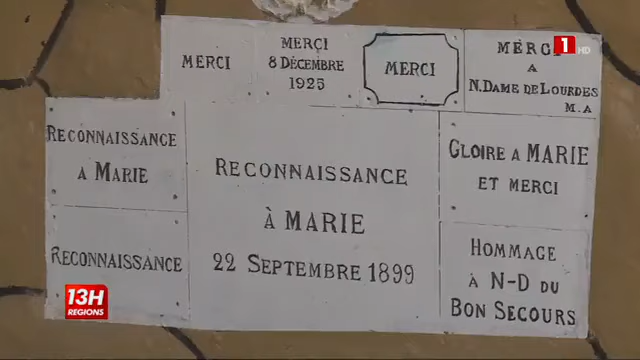 MERCI
MERCI
8 DÉCEMBRE
1925
MERCI
MERCI
A
N. DAME DE LOURDES
M. A
1 HD
RECONNAISSANCE
A MARIE
RECONNAISSANCE
À MARIE
22 SEPTEMBRE 1899
GLOIRE A MARIE
ET MERCI
RECONNAISSANCE
HOMMAGE
À N-D DU
BON SECOURS
13H
REGIONS